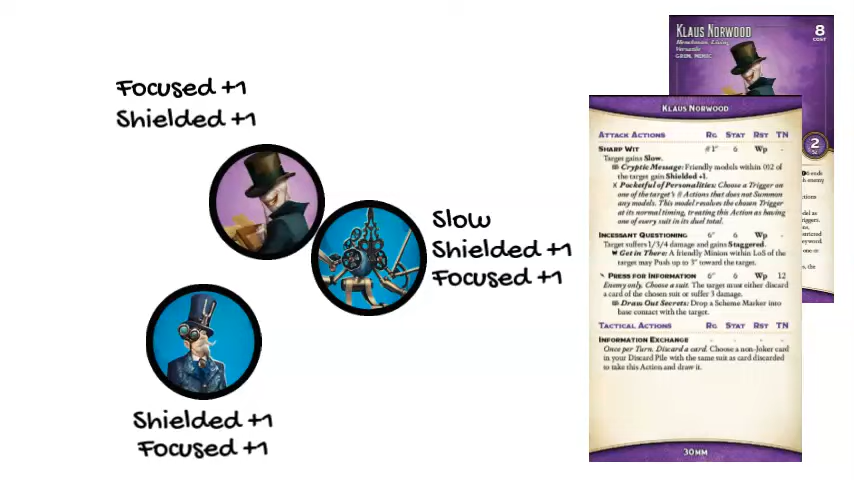 Focused +1
Shielded +1
Slow
Shielded +1
Focused +1
Shielded +1
Focused +1
KLAUS NORWOOD
8
COST
Henchman, Living
Versatile
2
KLAUS NORWOOD
ATTACK ACTIONS RG STAT RST TN
SHARP WIT 1" 6 Wp -
Target gains Slow.
Cryptic Message: Friendly models within 2 of
the target gain Shielded +1.
Pocketful of Personalities: Choose a Trigger on
one of the target's Actions that does not Summon
any models. This model resolves the chosen Trigger
at its normal timing, treating this Action as having
one of every suit in its duel total.
INCESSANT QUESTIONING 6" 6 Wp -
Target suffers 1/3/4 damage and gains Staggered.
Get in There: A friendly Minion within LoS of the
target may Push up to 3" toward the target.
PRESS FOR INFORMATION 6" 6 Wp 12
Enemy only. Choose a suit. The target must either discard
a card of the chosen suit or suffer 3 damage.
Draw Out Secrets: Drop a Scheme Marker into
base contact with the target.
TACTICAL ACTIONS RG STAT RST TN
INFORMATION EXCHANGE - - - -
Once per Turn. Discard a card. Choose a non-Joker card
in your Discard Pile with the same suit as card discarded
to take this Action and draw it.
30MM